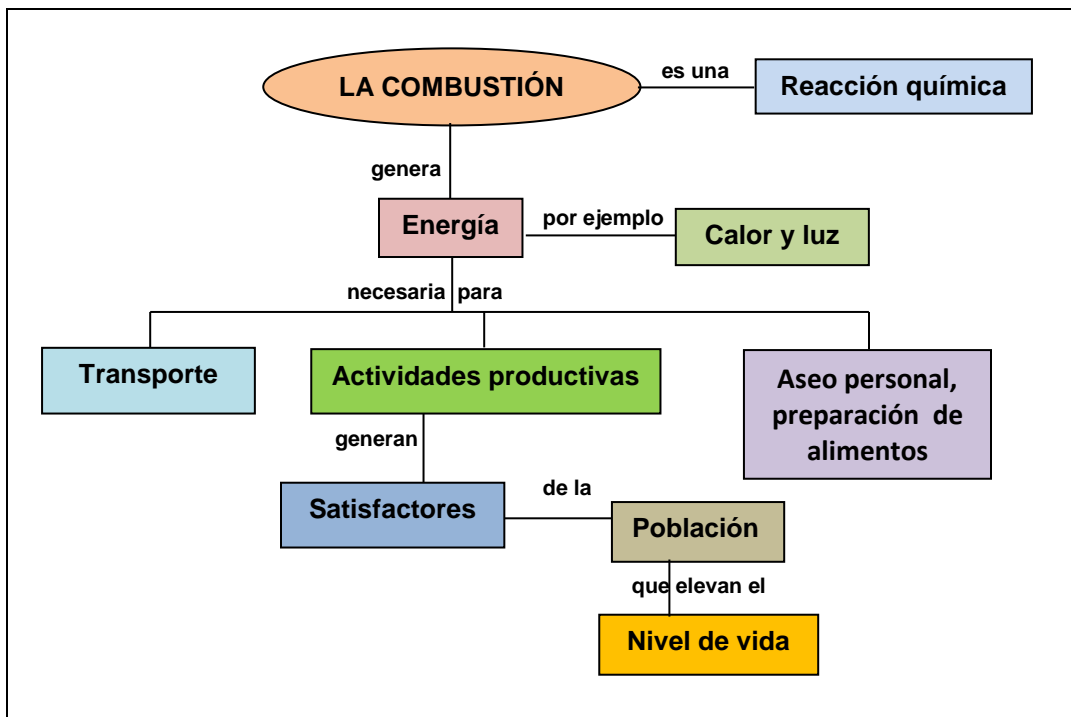 LA COMBUSTIÓN
es una
Reacción química
genera
Energía
por ejemplo
Calor y luz
necesaria para
Transporte
Actividades productivas
Aseo personal,
preparación de
alimentos
generan
Satisfactores
de la
Población
que elevan el
Nivel de vida